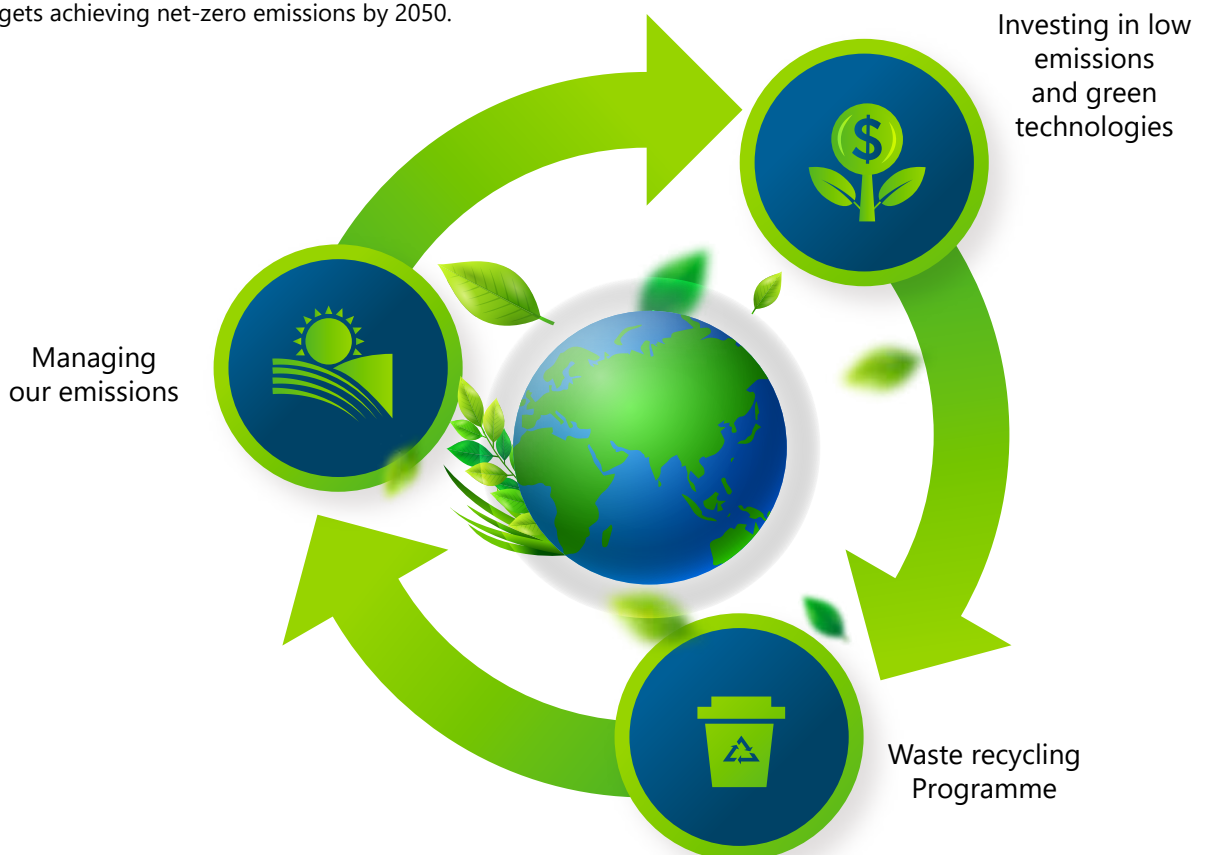 gets achieving net-zero emissions by 2050.
Investing in low
emissions
and green
technologies
$
Managing
our emissions
Waste recycling
Programme